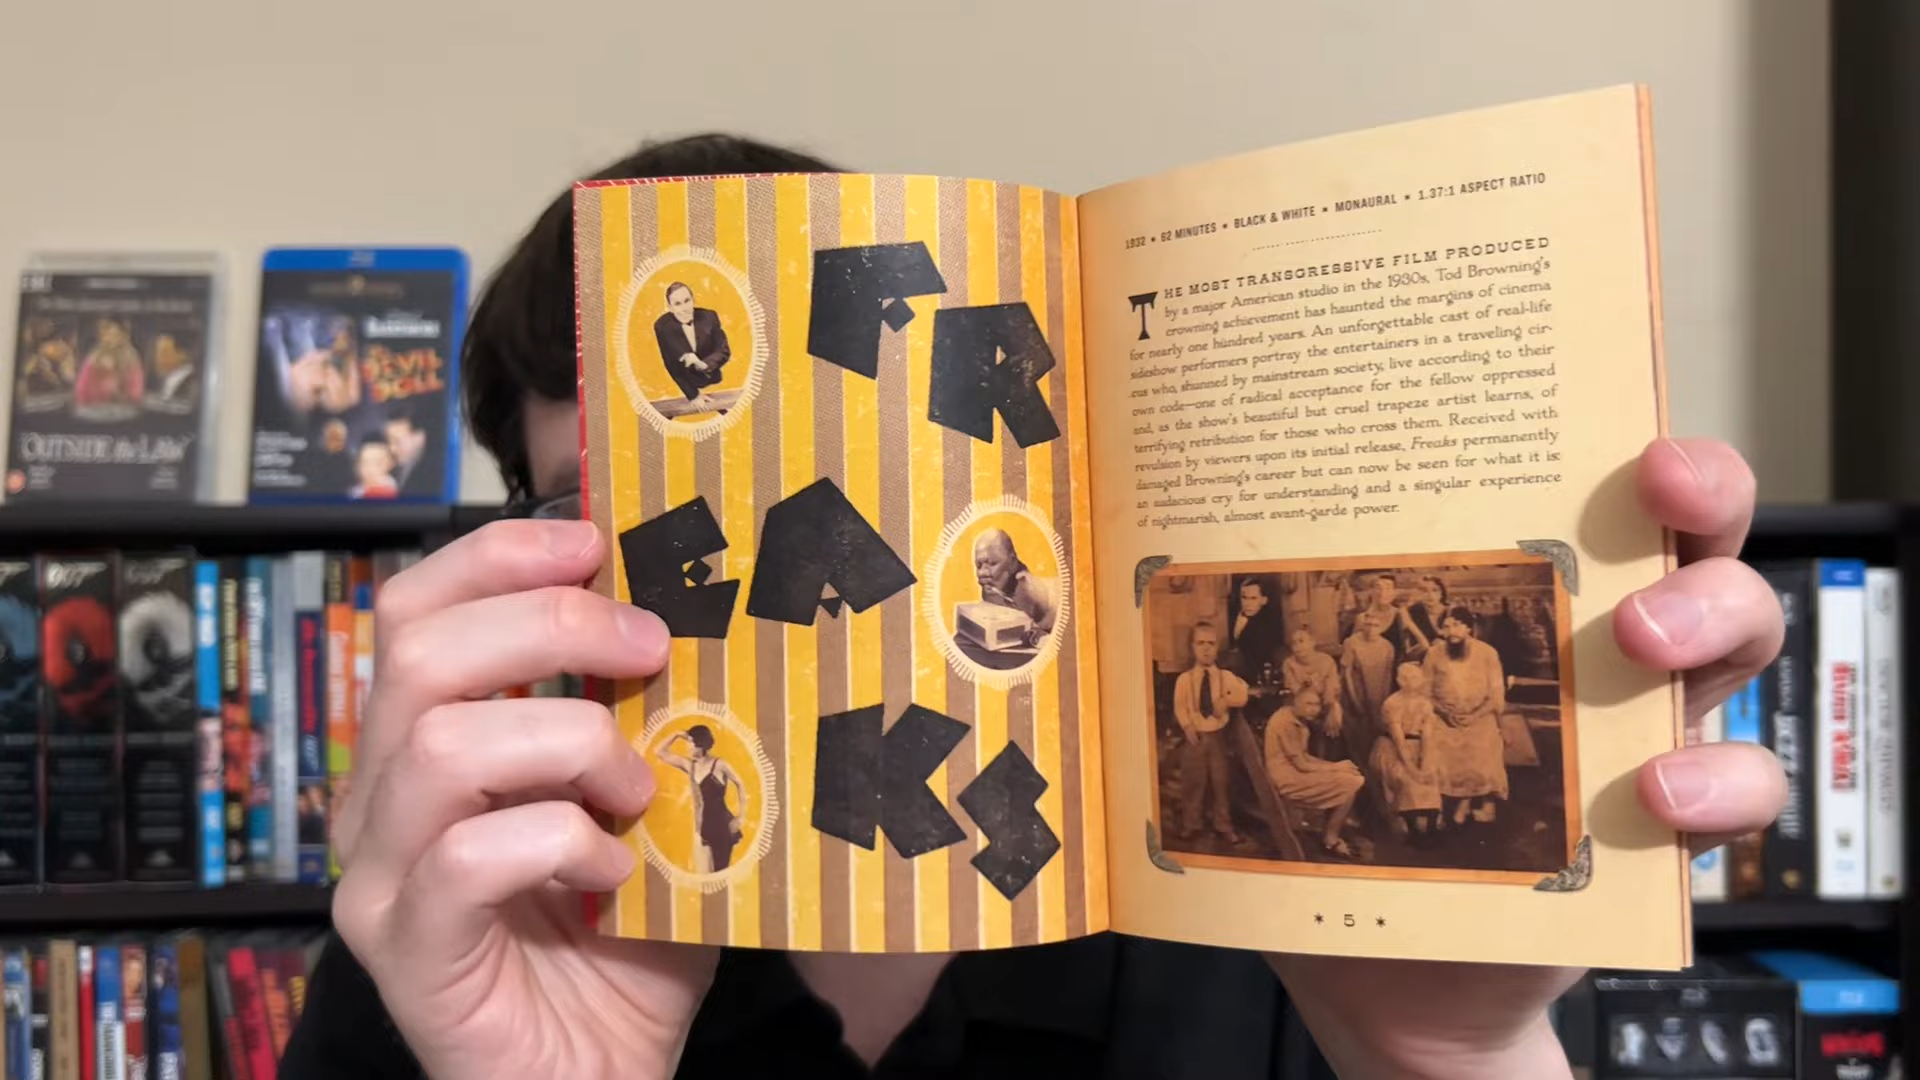 F
R
E
A
K
S
1932 * 62 MINUTES * BLACK & WHITE * MONAURAL * 1.37:1 ASPECT RATIO
THE MOST TRANSGRESSIVE FILM PRODUCED
by a major American studio in the 1930s, Tod Browning's
crowning achievement has haunted the margins of cinema
for nearly one hundred years. An unforgettable cast of real-life
sideshow performers portray the entertainers in a traveling cir-
cus who, shunned by mainstream society, live according to their
own code—one of radical acceptance for the fellow oppressed
and, as the show's beautiful but cruel trapeze artist learns, of
terrifying retribution for those who cross them. Received with
revulsion by viewers upon its initial release, Freaks permanently
damaged Browning's career but can now be seen for what it is:
an audacious cry for understanding and a singular experience
of nightmarish, almost avant-garde power.
* 5 *
OUTSIDE the LAW
DEVIL
DOLL
007
007